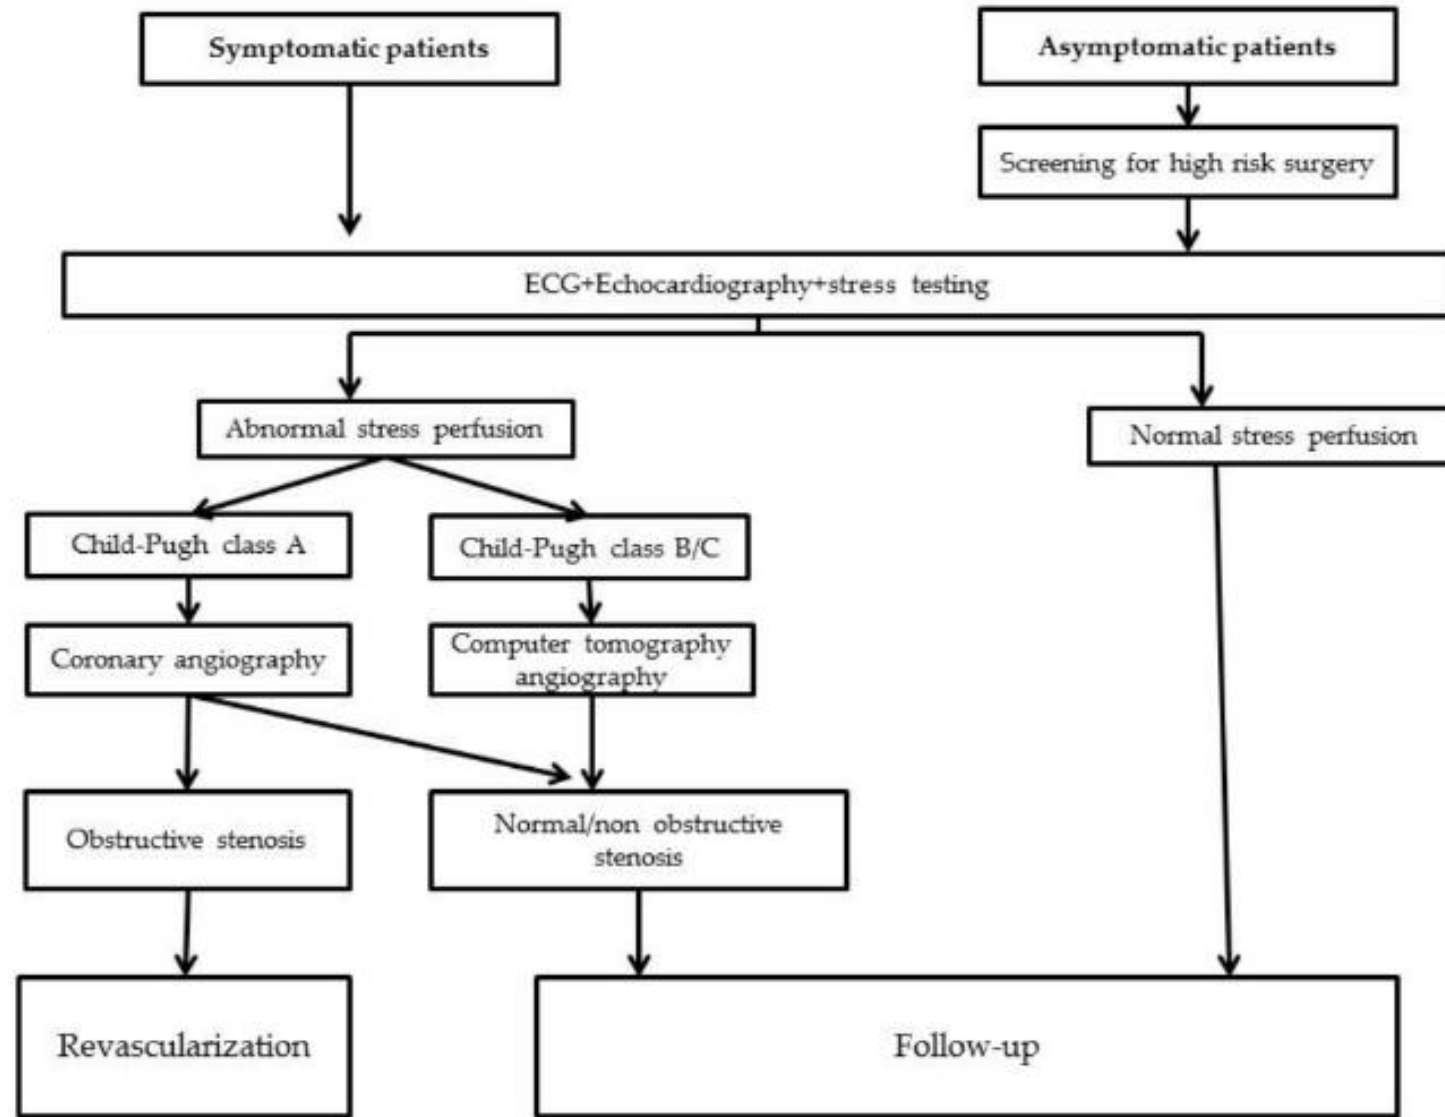 Symptomatic patients
Asymptomatic patients
Screening for high risk surgery
ECG+Echocardiography+stress testing
Abnormal stress perfusion
Normal stress perfusion
Child-Pugh class A
Child-Pugh class B/C
Coronary angiography
Computer tomography
angiography
Obstructive stenosis
Normal/non obstructive
stenosis
Revascularization
Follow-up